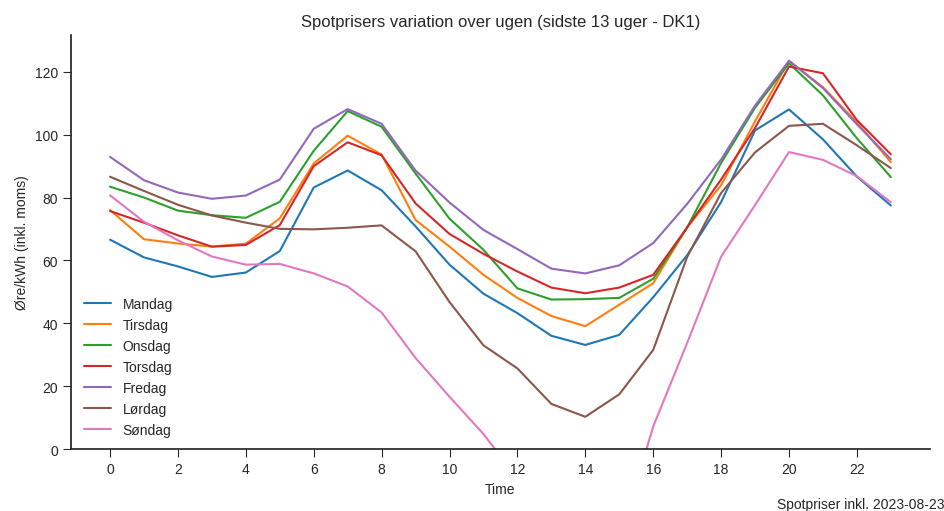 Spotprisers variation over ugen (sidste 13 uger - DK1)
Øre/kWh (inkl. moms)
120
100
80
60
40
20
0
Mandag
Tirsdag
Onsdag
Torsdag
Fredag
Lørdag
Søndag
0 2 4 6 8 10 12 14 16 18 20 22
Time
Spotpriser inkl. 2023-08-23